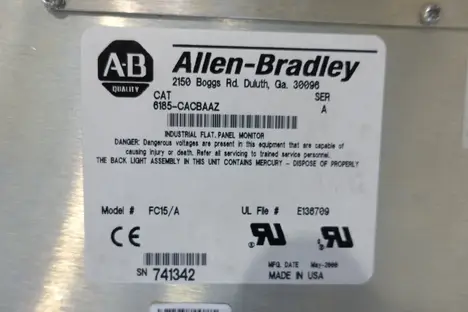 A·B
QUALITY
Allen-Bradley
2150 Boggs Rd. Duluth, Ga. 30096
CAT SER
6185-CACBAAZ A
INDUSTRIAL FLAT.PANEL MONITOR
DANGER: Dangerous voltages are present in this equipment that are capable of
causing injury or death. Refer all servicing to trained service personnel.
THE BACK LIGHT ASSEMBLY IN THIS UNIT CONTAINS MERCURY - DISPOSE OF PROPERLY
Model # FC15/A UL File # E136709
CE
MFG. DATE May-2000
SN 741342 MADE IN USA